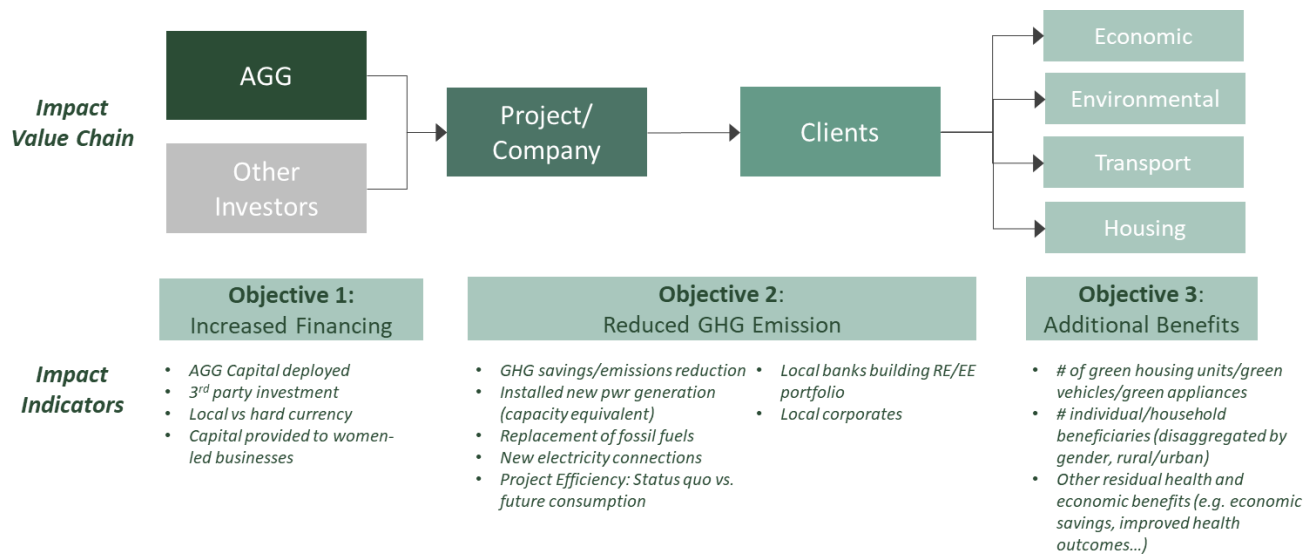 Impact
Value Chain
AGG
Other
Investors
Project/
Company
Clients
Economic
Environmental
Transport
Housing
Impact
Indicators
Objective 1:
Increased Financing
• AGG Capital deployed
• 3rd party investment
• Local vs hard currency
• Capital provided to women-
led businesses
Objective 2:
Reduced GHG Emission
• GHG savings/emissions reduction
• Installed new pwr generation
(capacity equivalent)
• Replacement of fossil fuels
• New electricity connections
• Project Efficiency: Status quo vs.
future consumption
• Local banks building RE/EE
portfolio
• Local corporates
Objective 3:
Additional Benefits
• # of green housing units/green
vehicles/green appliances
• # individual/household
beneficiaries (disaggregated by
gender, rural/urban)
• Other residual health and
economic benefits (e.g. economic
savings, improved health
outcomes...)